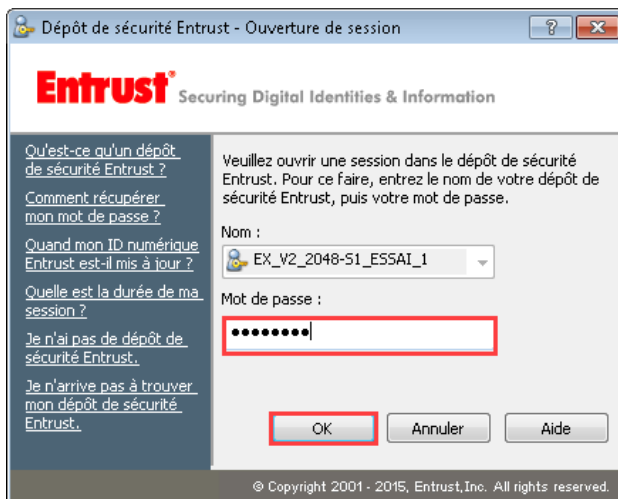 Dépôt de sécurité Entrust - Ouverture de session
Entrust®
Securing Digital Identities & Information
Qu'est-ce qu'un dépôt
de sécurité Entrust ?
Comment récupérer
mon mot de passe ?
Quand mon ID numérique
Entrust est-il mis à jour ?
Quelle est la durée de ma
session ?
Je n'ai pas de dépôt de
sécurité Entrust.
Je n'arrive pas à trouver
mon dépôt de sécurité
Entrust.
Veuillez ouvrir une session dans le dépôt de sécurité
Entrust. Pour ce faire, entrez le nom de votre dépôt de
sécurité Entrust, puis votre mot de passe.
Nom :
EX_V2_2048-S1_ESSAI_1
Mot de passe :
●●●●●●●●
OK
Annuler
Aide
© Copyright 2001 - 2015, Entrust,Inc. All rights reserved.